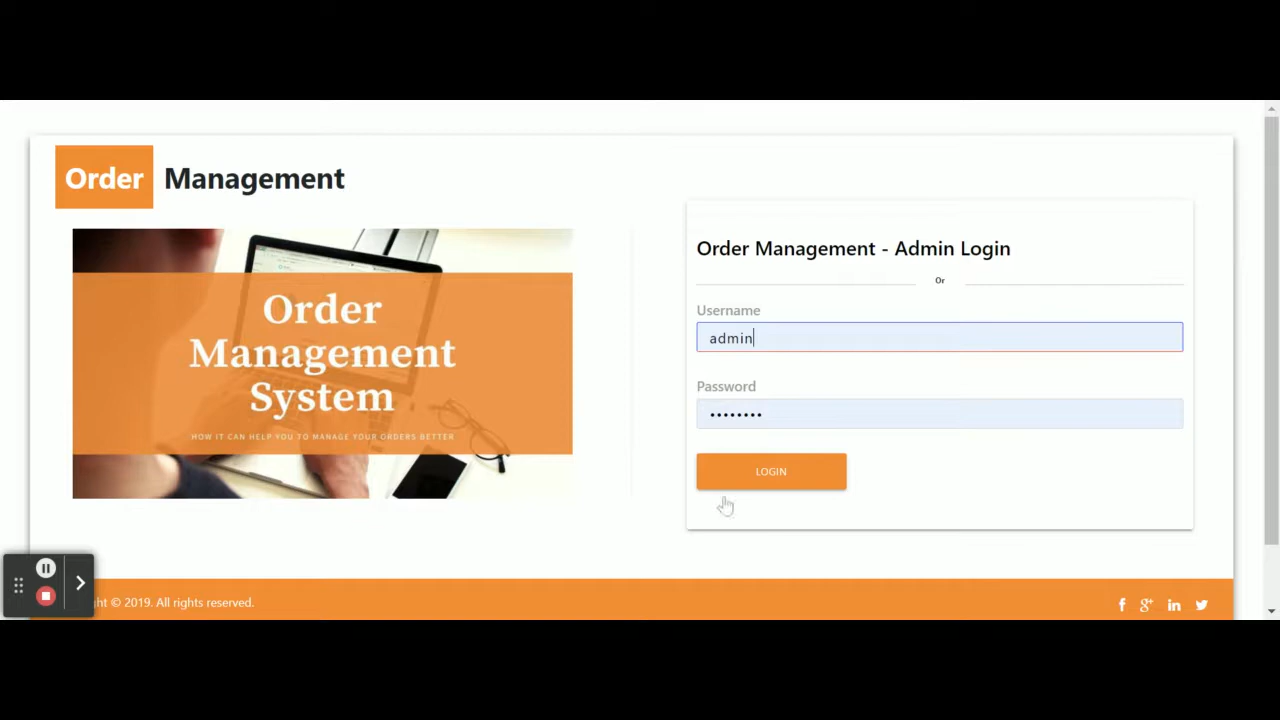 Order Management
Order
Management
System
HOW IT CAN HELP YOU TO MANAGE YOUR ORDERS BETTER
Order Management - Admin Login
Or
Username
admin
Password
••••••••
LOGIN
© 2019. All rights reserved.